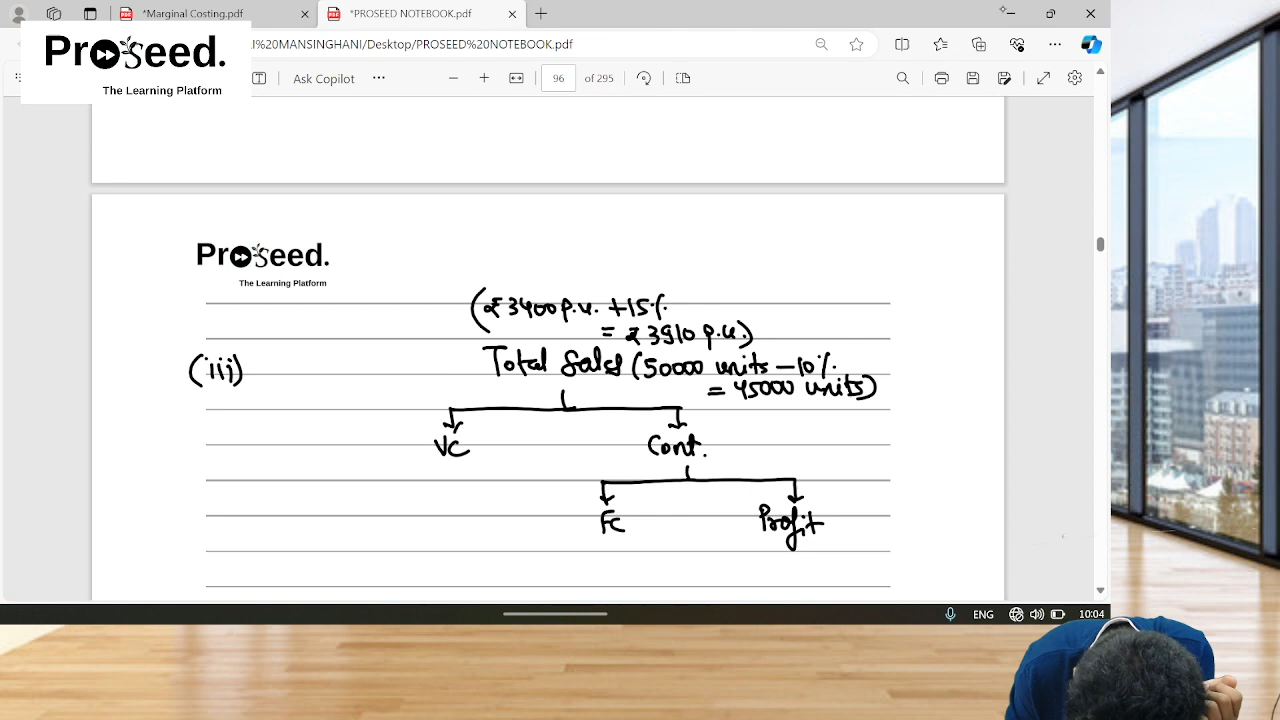 *Marginal Costing.pdf
*PROSEED NOTEBOOK.pdf
Proseed.
The Learning Platform
MANSINGHANI/Desktop/PROSEED%20NOTEBOOK.pdf
Ask Copilot
96 of 295
Proseed.
The Learning Platform
(₹3400 p.u. +15%
= ₹3910 p.u.)
(iii) Total Sales (50000 units – 10%
= 45000 units)
VC Cont.
FC Profit
ENG 10:04